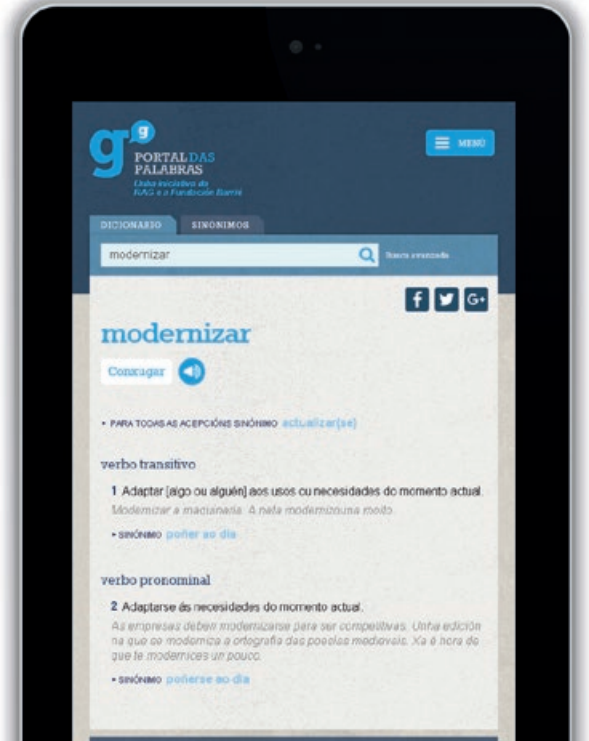 g g
PORTAL DAS
PALABRAS
Unha iniciativa da
RAG e a Fundación Barrié
MENÚ
DICIONARIO SINÓNIMOS
modernizar Busca avanzada
f G+
modernizar
Conxugar
‣ PARA TODAS AS ACEPCIÓNS SINÓNIMO actualizar(se)
verbo transitivo
1 Adaptar [algo ou alguén] aos usos ou necesidades do momento actual.
Modernizar a maquinaria. A neta modernizouna moito.
‣ SINÓNIMO poñer ao día
verbo pronominal
2 Adaptarse ás necesidades do momento actual.
As empresas deben modernizarse para ser competitivas. Unha edición
na que se moderniza a ortografía das poesías medievais. Xa é hora de
que te modernices un pouco.
‣ SINÓNIMO poñerse ao día